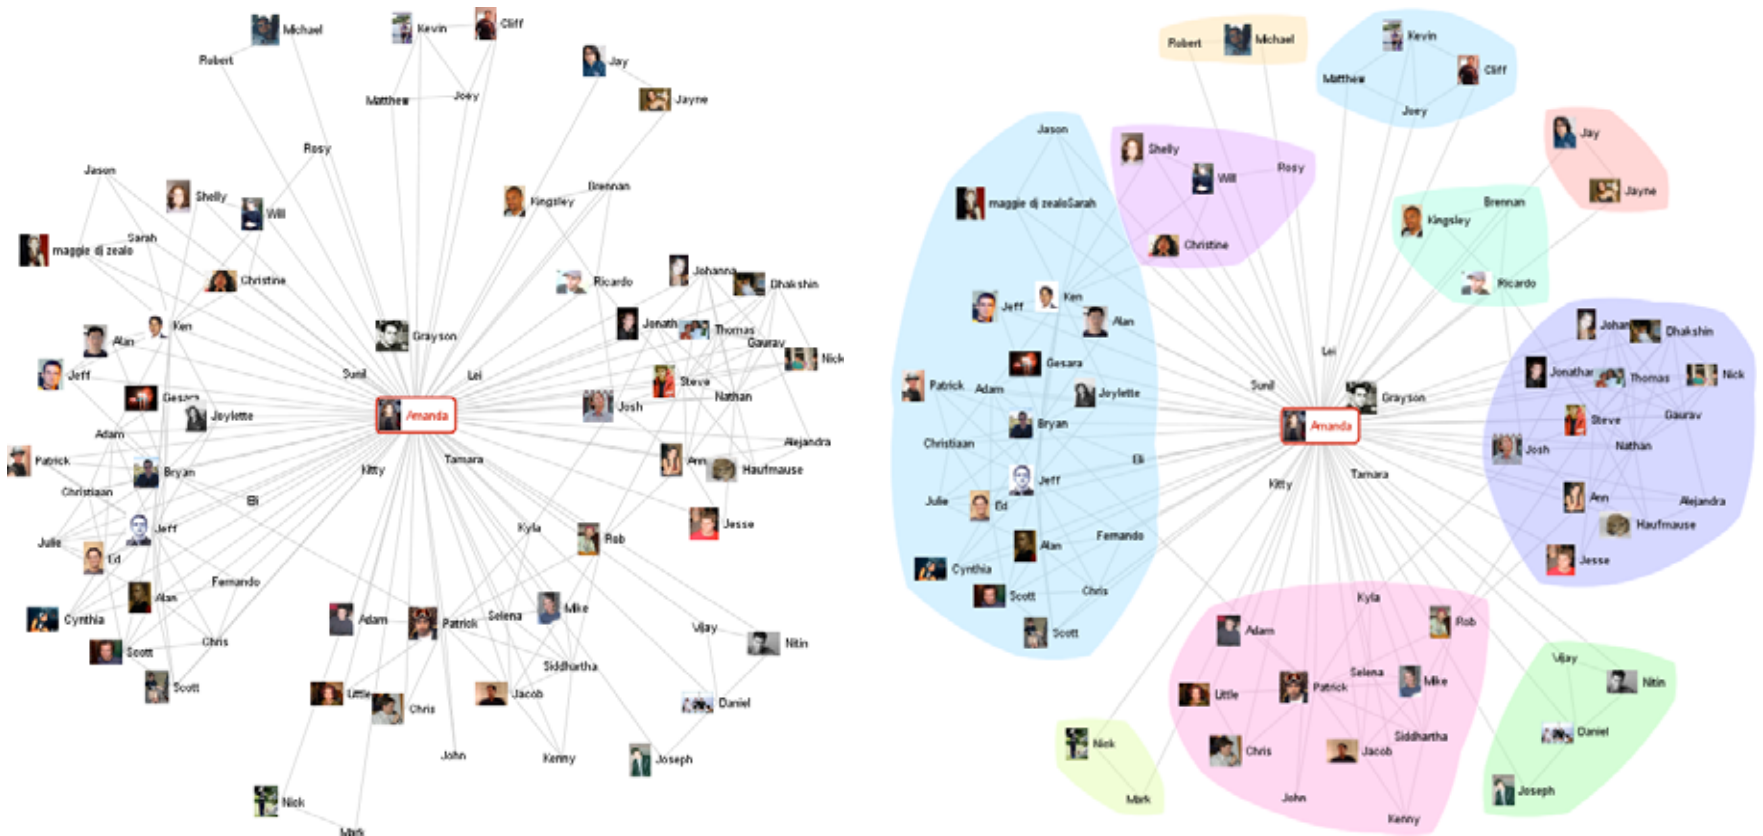 Michael
Kevin
Cliff
Robert
Jay
Matthew
Joey
Jayne
Rosy
Jason
Shelly
Brennan
Kingsley
Will
Sarah
maggie dj zealo
Christine
Ricardo
Johanna
Dhakshin
Ken
Alan
Grayson
Jonath
Thomas
Gaurav
Nick
Jeff
Sunil
Lei
Steve
Gesara
Nathan
Joylette
Amanda
Josh
Adam
Alejandra
Patrick
Bryan
Kitty
Tamara
Ann
Haufmause
Christiaan
Eli
Jeff
Kyla
Jesse
Julie
Rob
Ed
Fernando
Alan
Cynthia
Adam
Patrick
Selena
Mike
Vijay
Chris
Nitin
Scott
Siddhartha
Scott
Little
Chris
Jacob
Daniel
John
Kenny
Joseph
Nick
Mark
Robert
Michael
Kevin
Cliff
Matthew
Joey
Jason
Shelly
Jay
Will
Rosy
Jayne
maggie dj zealoSarah
Brennan
Kingsley
Christine
Ricardo
Jeff
Ken
Alan
Johan
Dhakshin
Lei
Gesara
Jonathar
Thomas
Nick
Patrick
Adam
Joylette
Sunil
Grayson
Gaurav
Bryan
Amanda
Steve
Christiaan
Josh
Nathan
Eli
Tamara
Jeff
Kitty
Ann
Alejandra
Julie
Ed
Haufmause
Fernando
Alan
Jesse
Cynthia
Scott
Chris
Kyla
Scott
Adam
Rob
Vijay
Selena
Little
Patrick
Mike
Nitin
Siddhartha
Daniel
Nick
Chris
Jacob
Mark
John
Joseph
Kenny